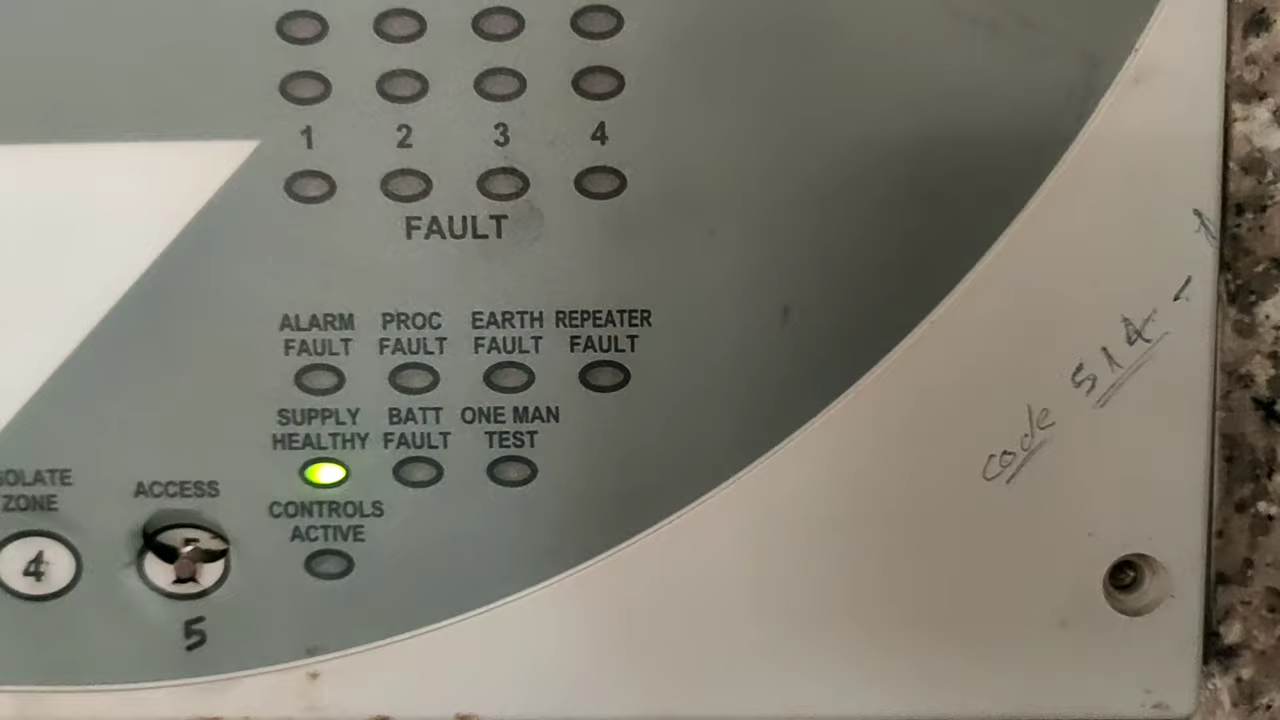 1 2 3 4
FAULT
ALARM FAULT
PROC FAULT
EARTH FAULT
REPEATER FAULT
SUPPLY HEALTHY
BATT FAULT
ONE MAN TEST
ZONE
ACCESS
CONTROLS ACTIVE
4
5
code 514